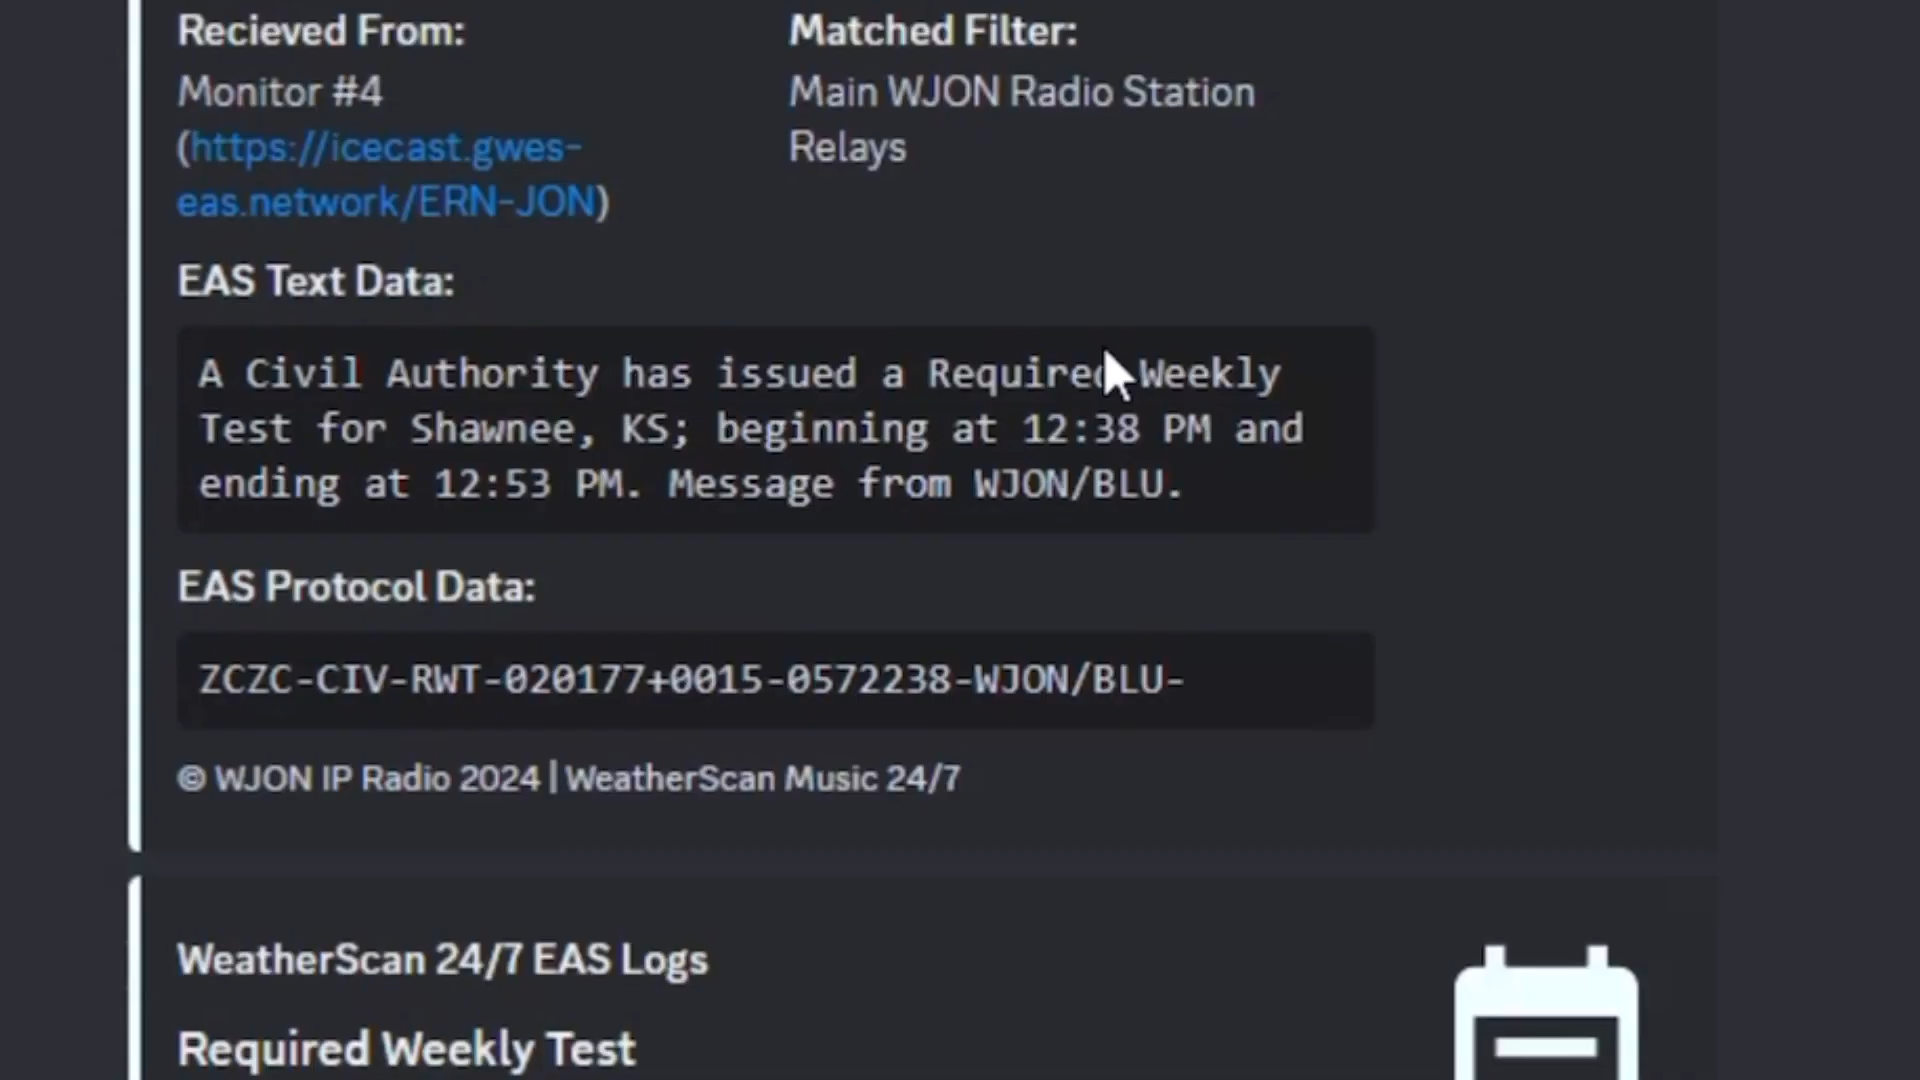 Recieved From:
Monitor #4
(https://icecast.gwes-
eas.network/ERN-JON)
Matched Filter:
Main WJON Radio Station
Relays
EAS Text Data:
A Civil Authority has issued a Required Weekly
Test for Shawnee, KS; beginning at 12:38 PM and
ending at 12:53 PM. Message from WJON/BLU.
EAS Protocol Data:
ZCZC-CIV-RWT-020177+0015-0572238-WJON/BLU-
© WJON IP Radio 2024 | WeatherScan Music 24/7
WeatherScan 24/7 EAS Logs
Required Weekly Test